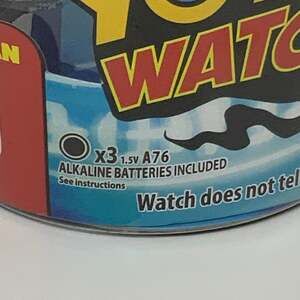 WATC
x3 1.5V A76
ALKALINE BATTERIES INCLUDED
See instructions
Watch does not tel